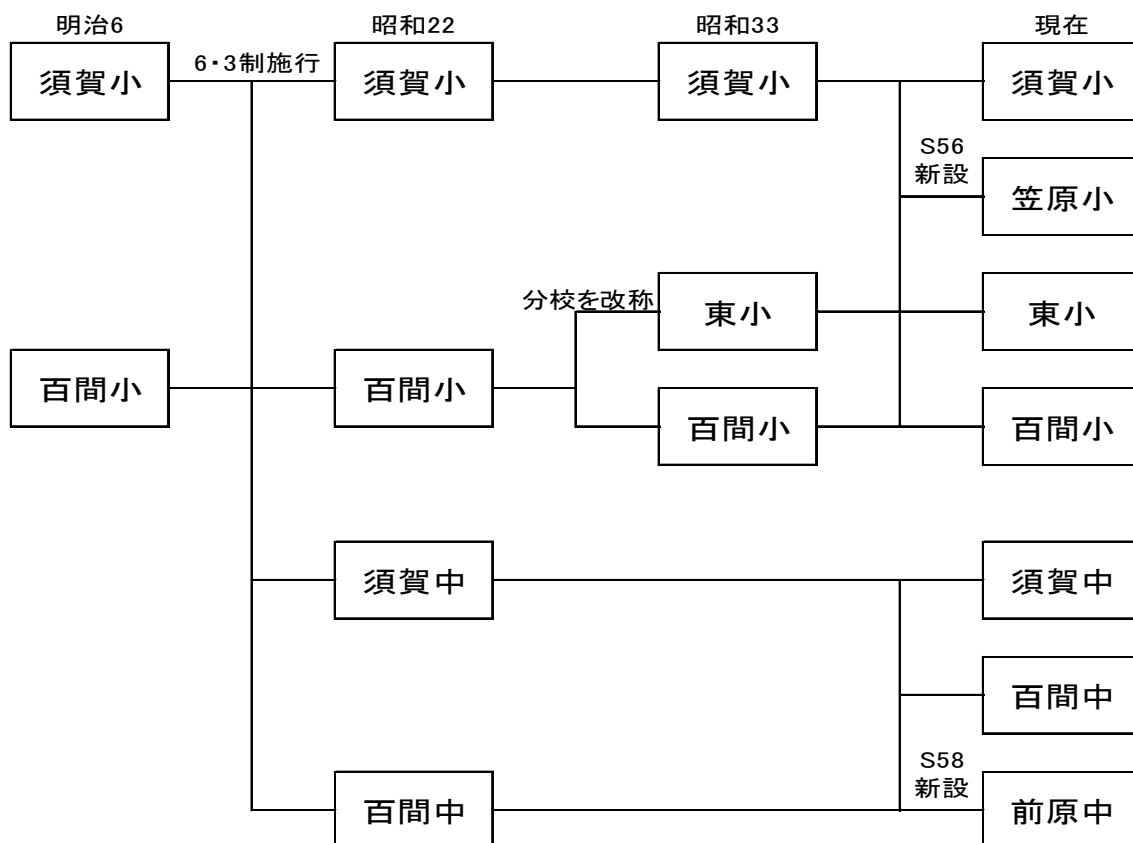 明治6
昭和22
昭和33
現在
須賀小
6・3制施行
須賀小
須賀小
須賀小
S56
新設
笠原小
分校を改称
東小
東小
百間小
百間小
百間小
百間小
須賀中
須賀中
百間中
S58
新設
百間中
前原中